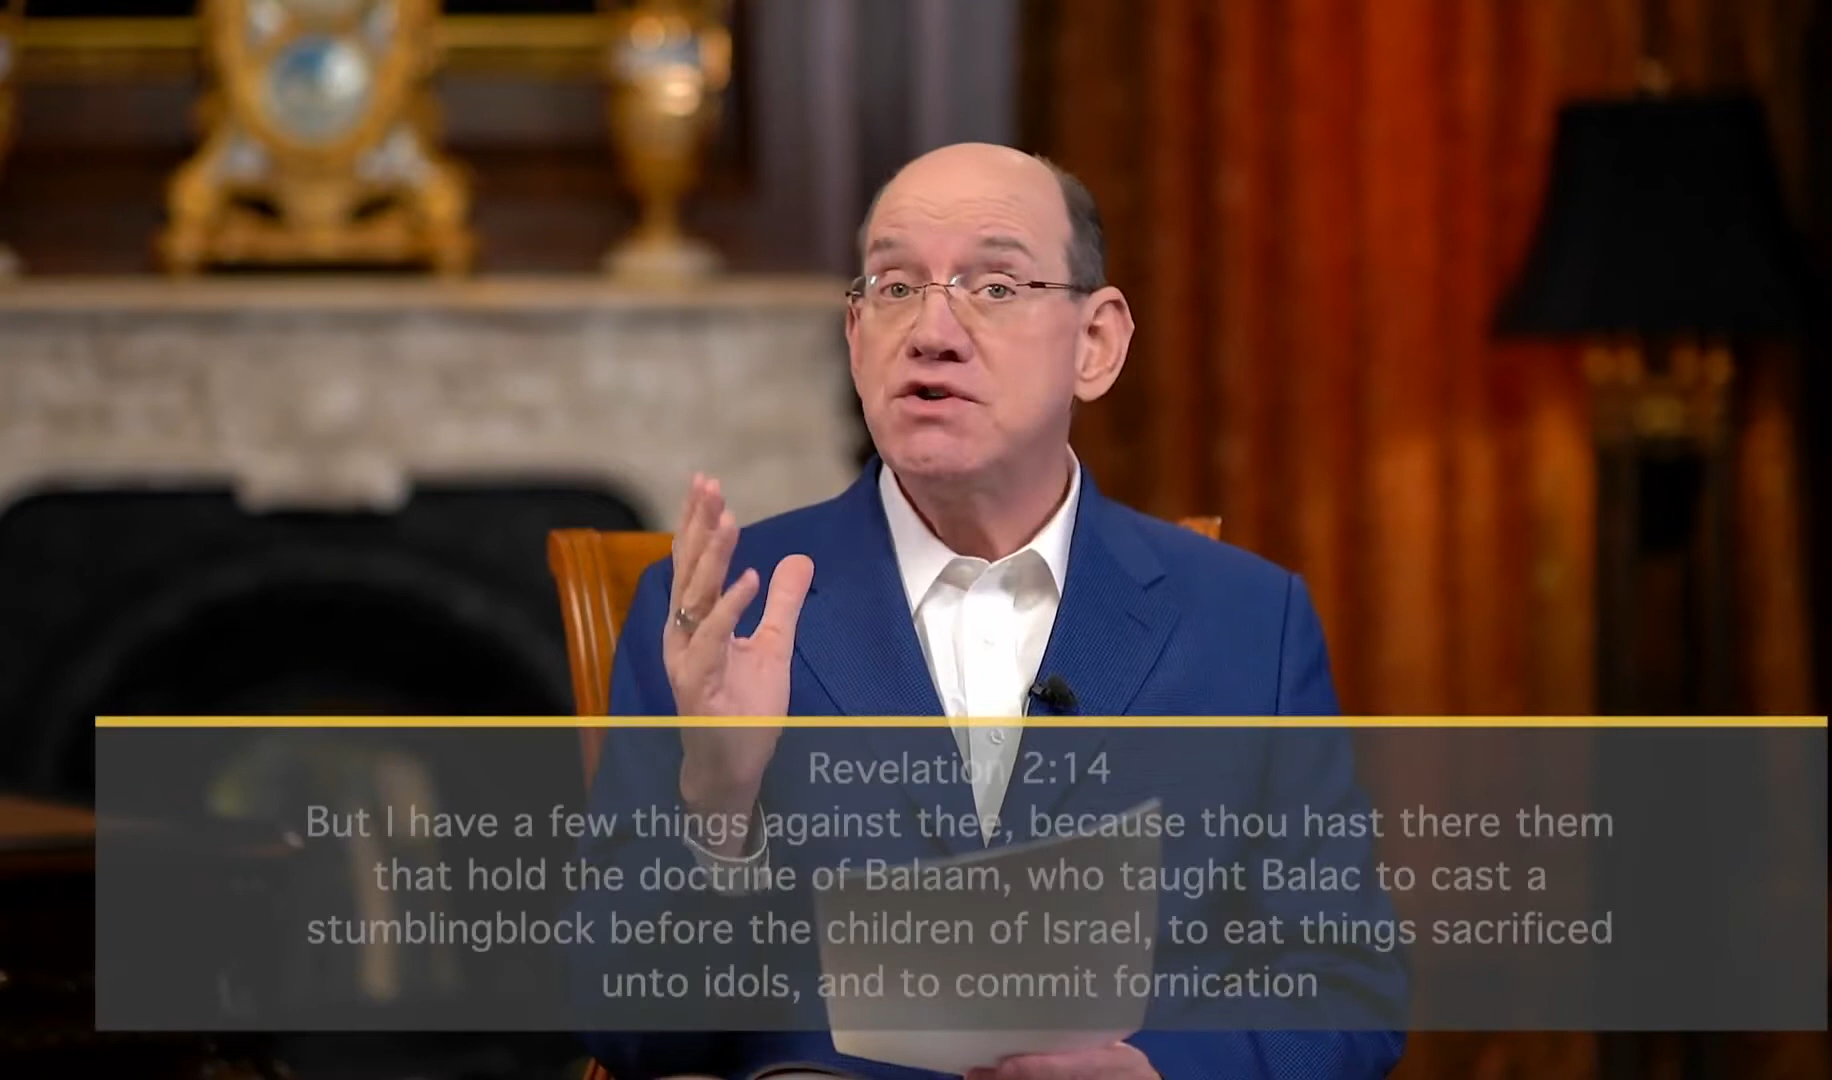 Revelation 2:14
But I have a few things against thee, because thou hast there them
that hold the doctrine of Balaam, who taught Balac to cast a
stumblingblock before the children of Israel, to eat things sacrificed
unto idols, and to commit fornication